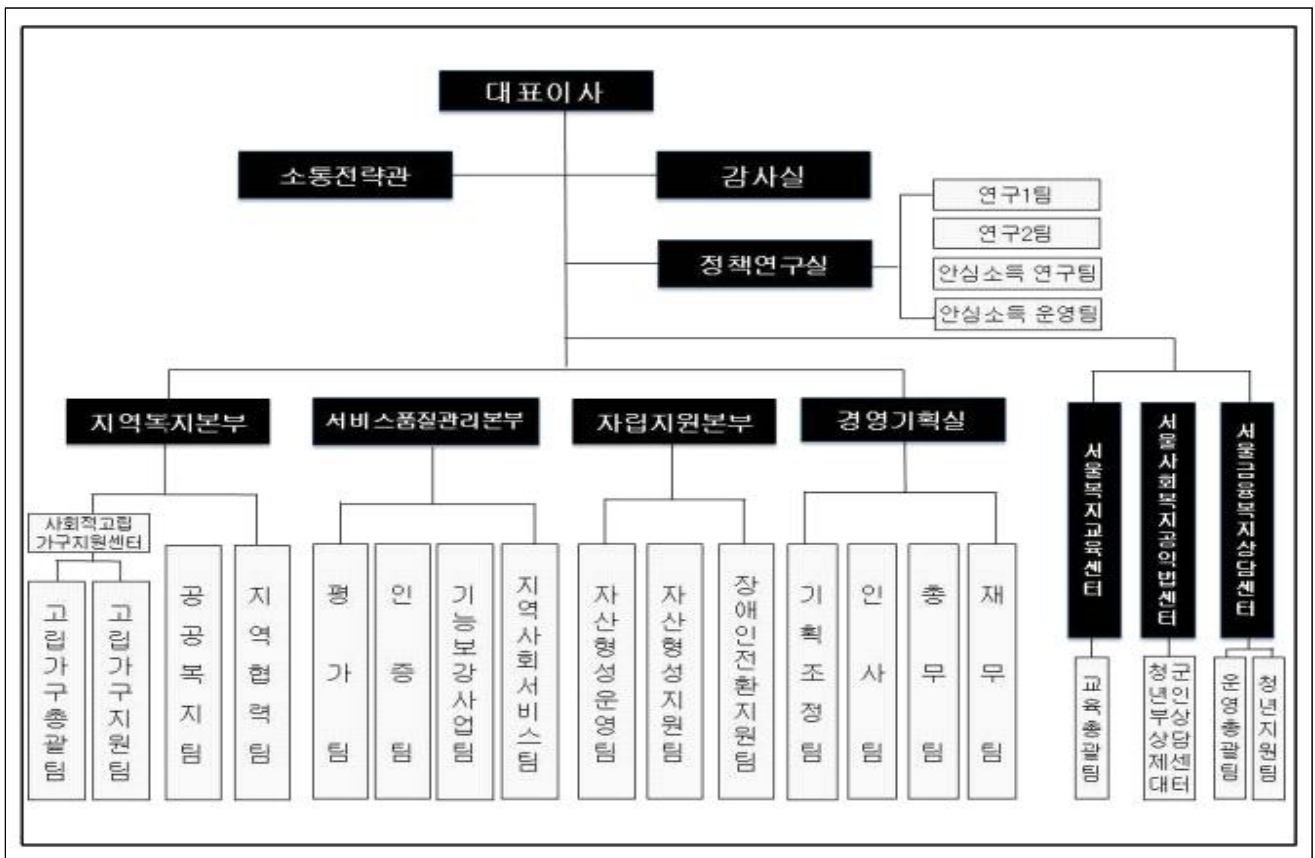 대표이사
소통전략관
감사실
정책연구실
연구1팀
연구2팀
안심소득 연구팀
안심소득 운영팀
지역복지본부
서비스품질관리본부
자립지원본부
경영기획실
서울복지교육센터
서울사회복지공익법센터
서울금융복지상담센터
사회적고립
가구지원센터
고립가구총괄팀
고립가구지원팀
공공복지팀
지역협력팀
평가팀
인증팀
기능보강사업팀
지역사회서비스팀
자산형성운영팀
자산형성지원팀
장애인전환지원팀
기획조정팀
인사팀
총무팀
재무팀
교육총괄팀
청년부상제대
군인상담센터
운영총괄팀
청년지원팀